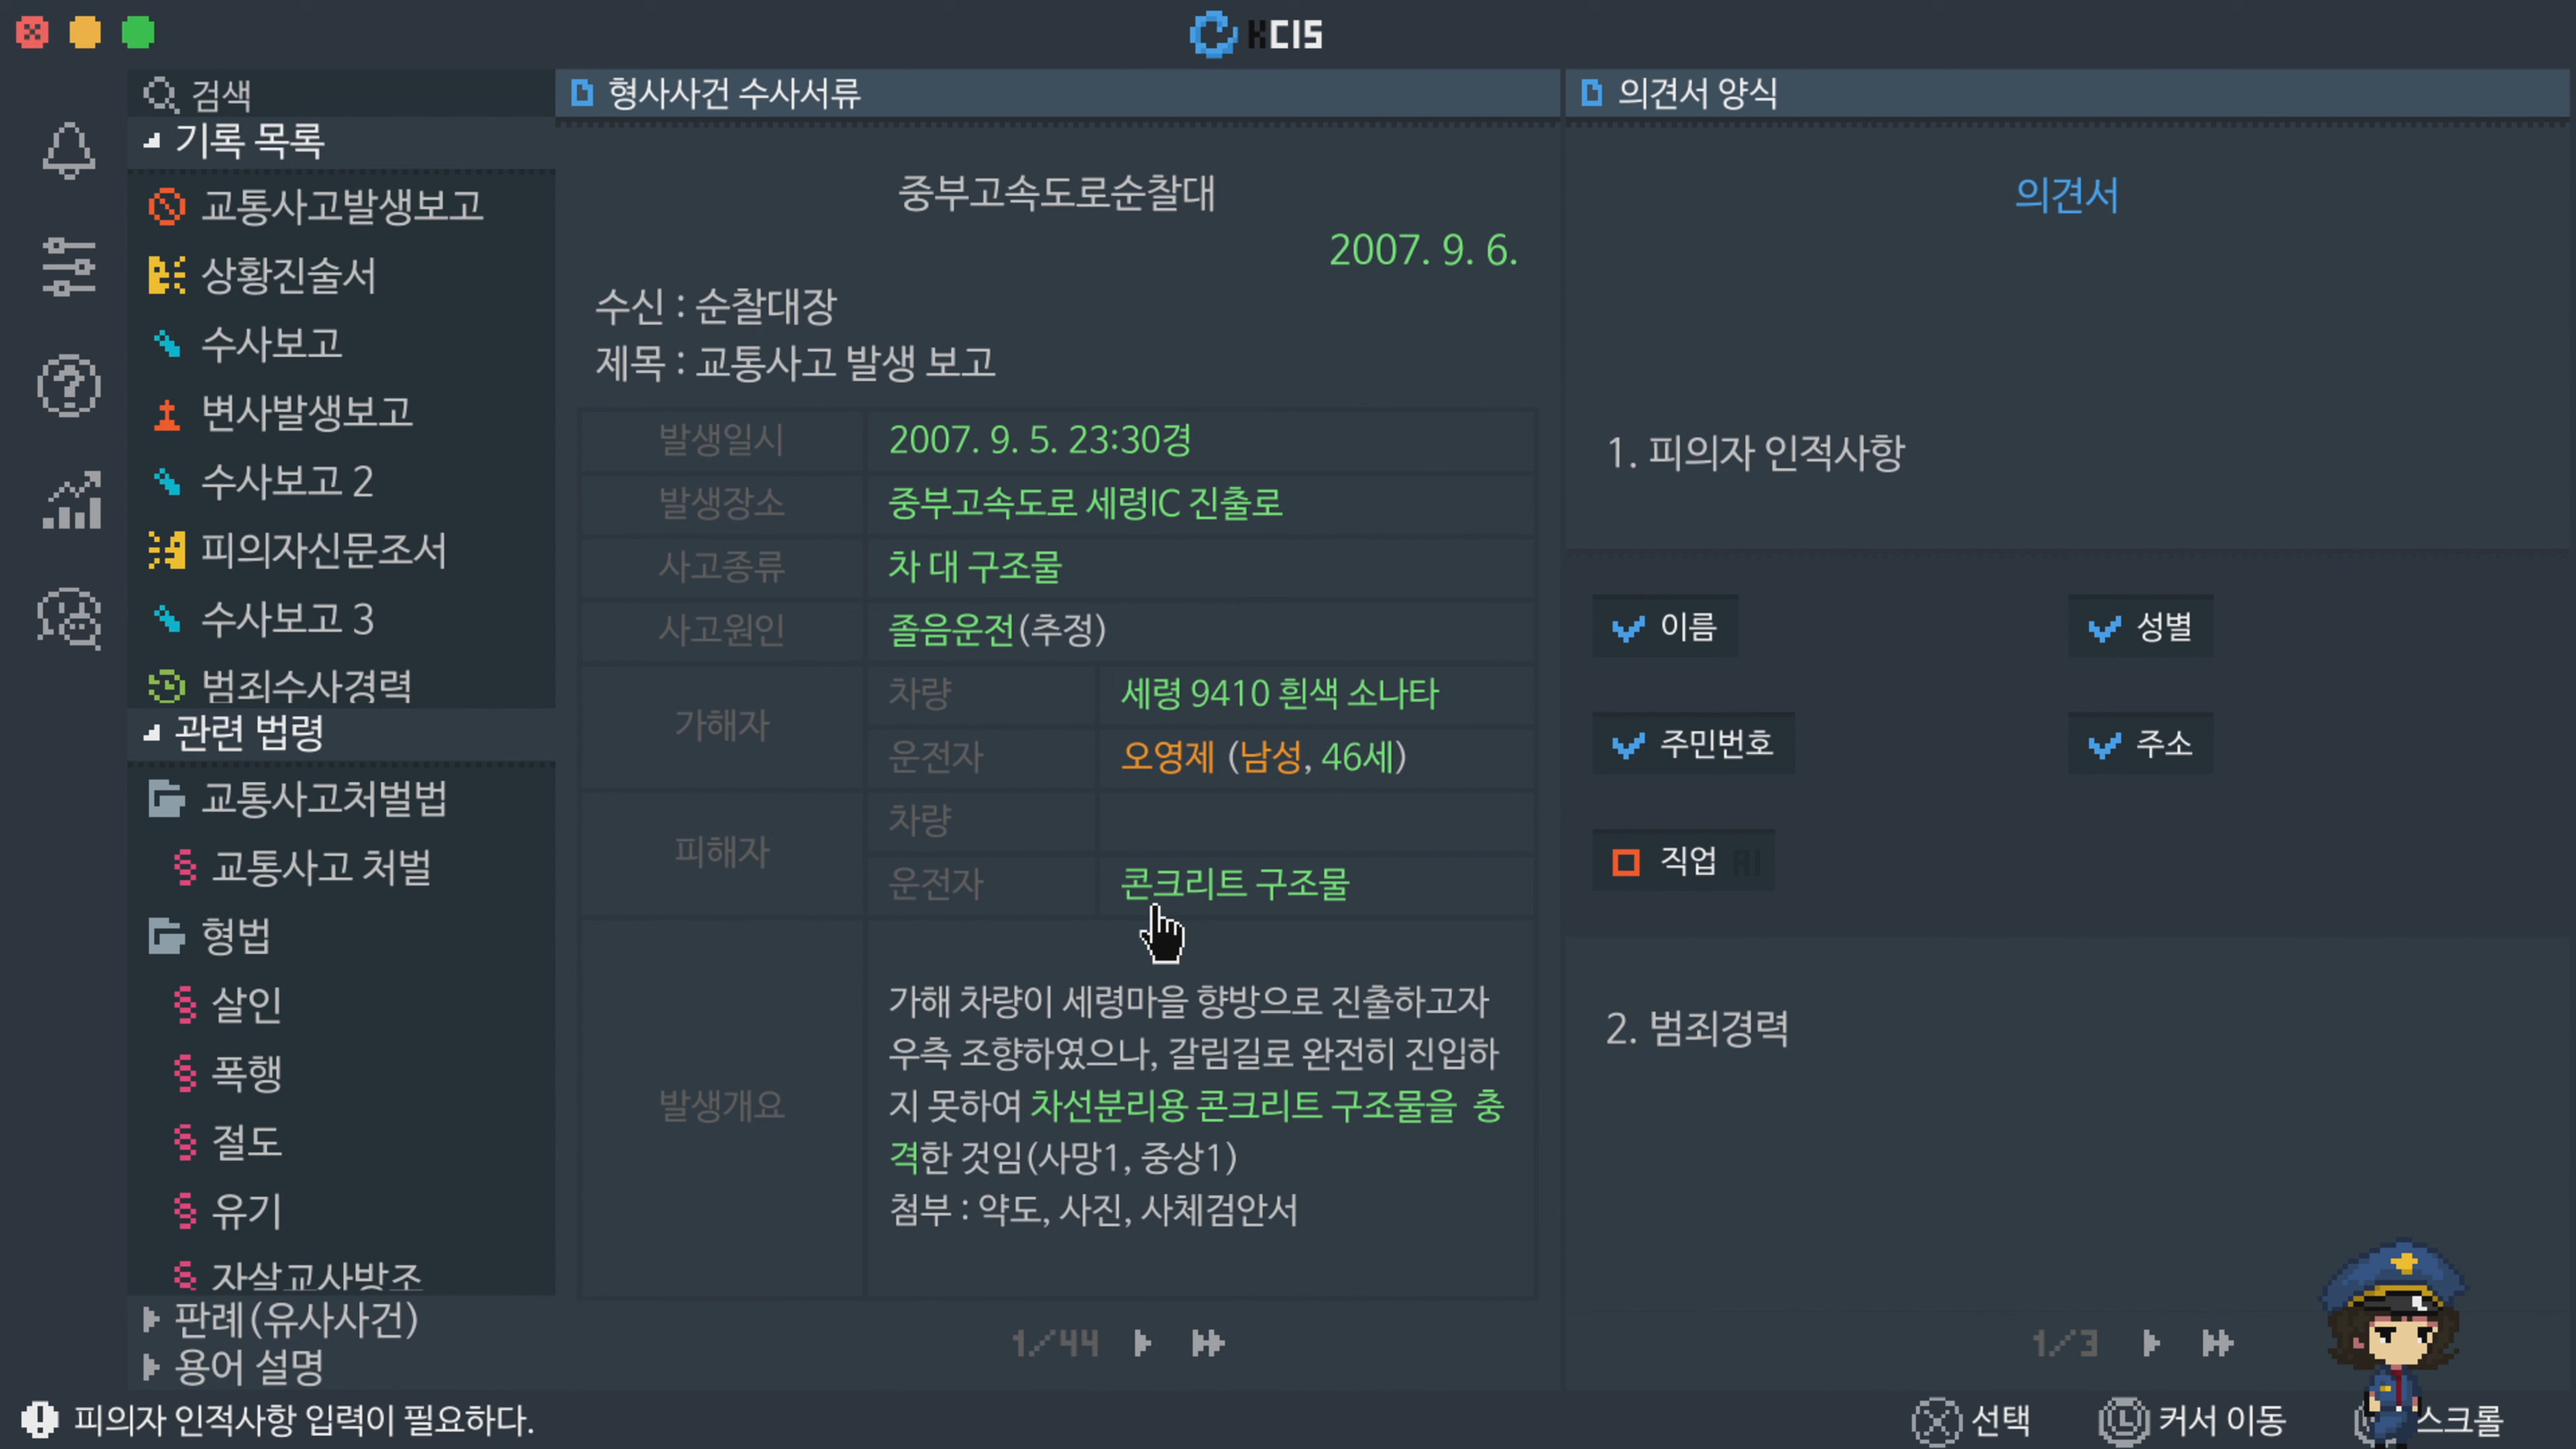 KCIS
검색
기록 목록
교통사고발생보고
상황진술서
수사보고
변사발생보고
수사보고 2
피의자신문조서
수사보고 3
범죄수사경력
관련 법령
교통사고처벌법
교통사고 처벌
형법
살인
폭행
절도
유기
자살교사방조
판례(유사사건)
용어 설명
형사사건 수사서류
중부고속도로순찰대
2007. 9. 6.
수신 : 순찰대장
제목 : 교통사고 발생 보고
발생일시 2007. 9. 5. 23:30경
발생장소 중부고속도로 세령IC 진출로
사고종류 차 대 구조물
사고원인 졸음운전(추정)
가해자 차량 세령 9410 흰색 소나타
운전자 오영제 (남성, 46세)
피해자 차량
운전자 콘크리트 구조물
발생개요
가해 차량이 세령마을 향방으로 진출하고자
우측 조향하였으나, 갈림길로 완전히 진입하
지 못하여 차선분리용 콘크리트 구조물을 충
격한 것임(사망1, 중상1)
첨부 : 약도, 사진, 사체검안서
1/44
의견서 양식
의견서
1. 피의자 인적사항
이름 성별
주민번호 주소
직업 AI
2. 범죄경력
1/3
피의자 인적사항 입력이 필요하다.
선택 커서 이동 스크롤